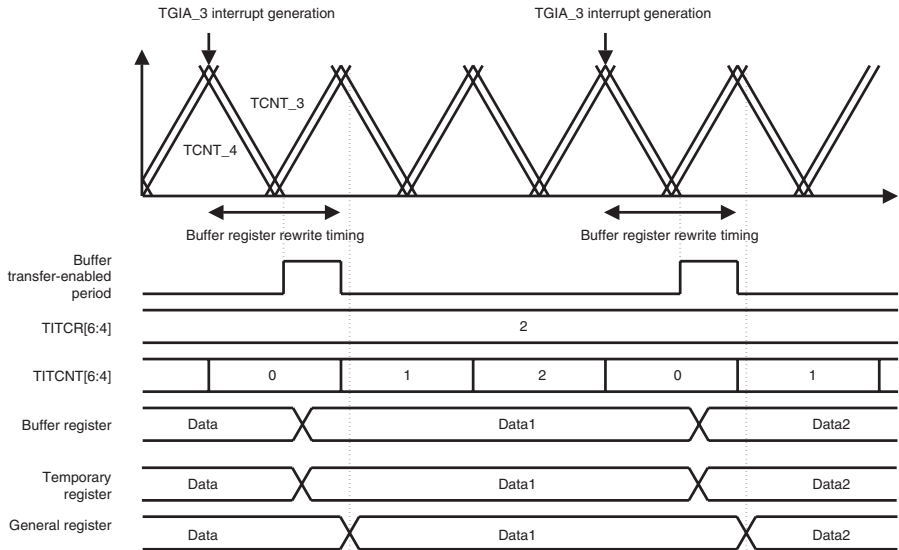 TGIA_3 interrupt generation
TGIA_3 interrupt generation
TCNT_3
TCNT_4
Buffer register rewrite timing
Buffer register rewrite timing
Buffer
transfer-enabled
period
TITCR[6:4]
2
TITCNT[6:4]
0
1
2
0
1
Buffer register
Data
Data1
Data2
Temporary
register
Data
Data1
Data2
General register
Data
Data1
Data2